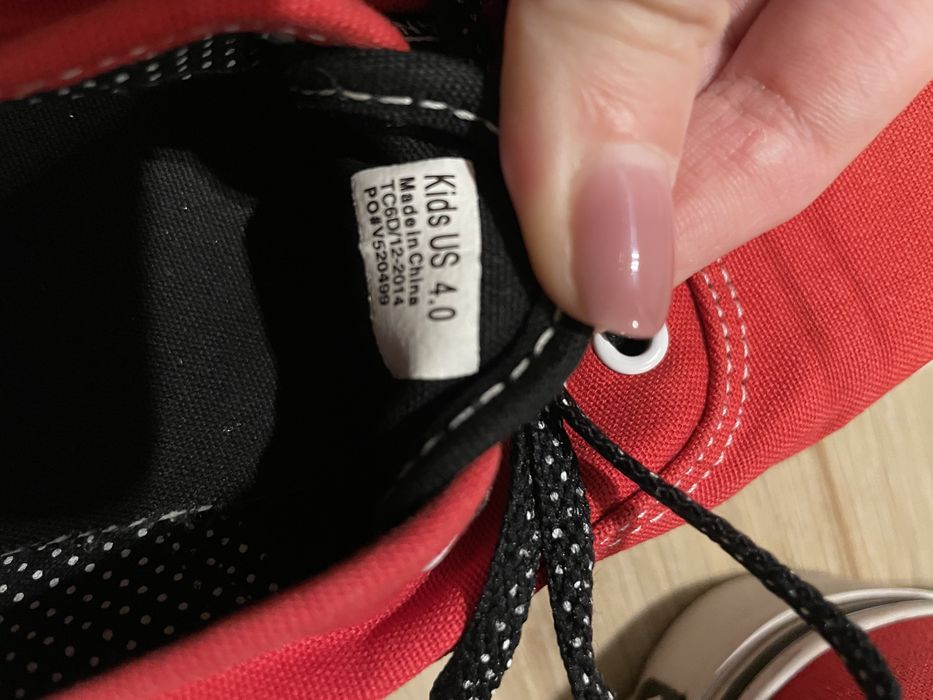 Kids US 4.0
Made In China
TC6D/12-2014
PO#V520499